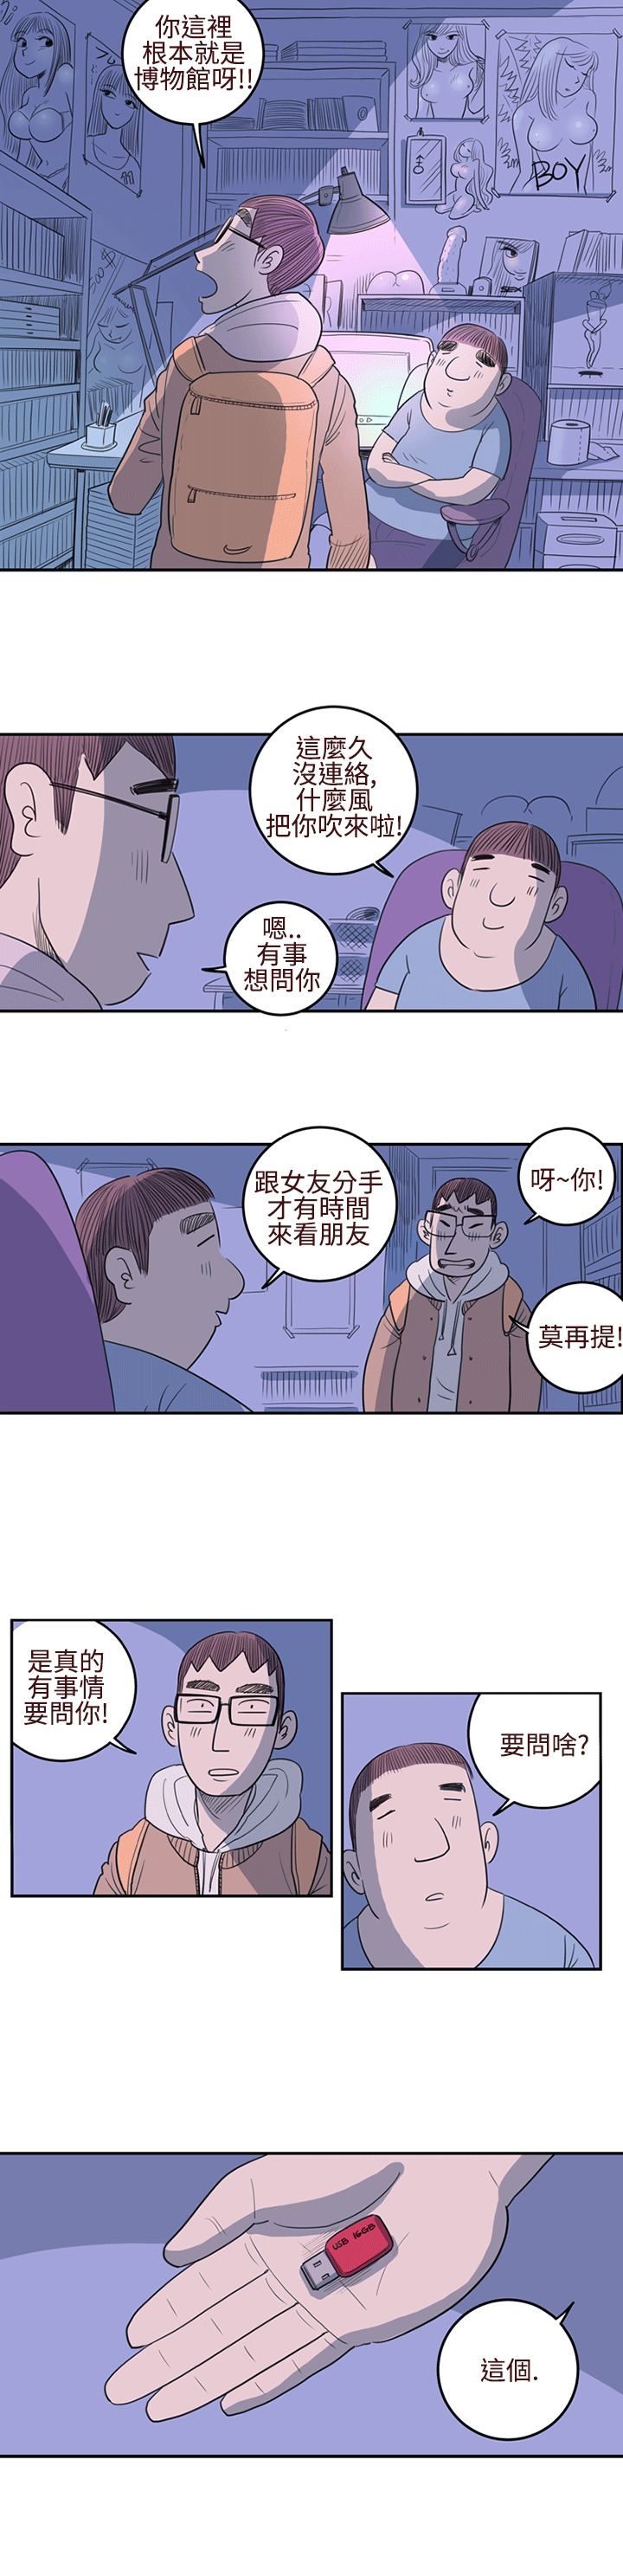 你這裡
根本就是
博物館呀!!
BOY
SEX
這麼久
沒連絡,
什麼風
把你吹來啦!
嗯..
有事
想問你
跟女友分手
才有時間
來看朋友
呀~你!
莫再提!
是真的
有事情
要問你!
要問啥?
USB 16GB
這個.